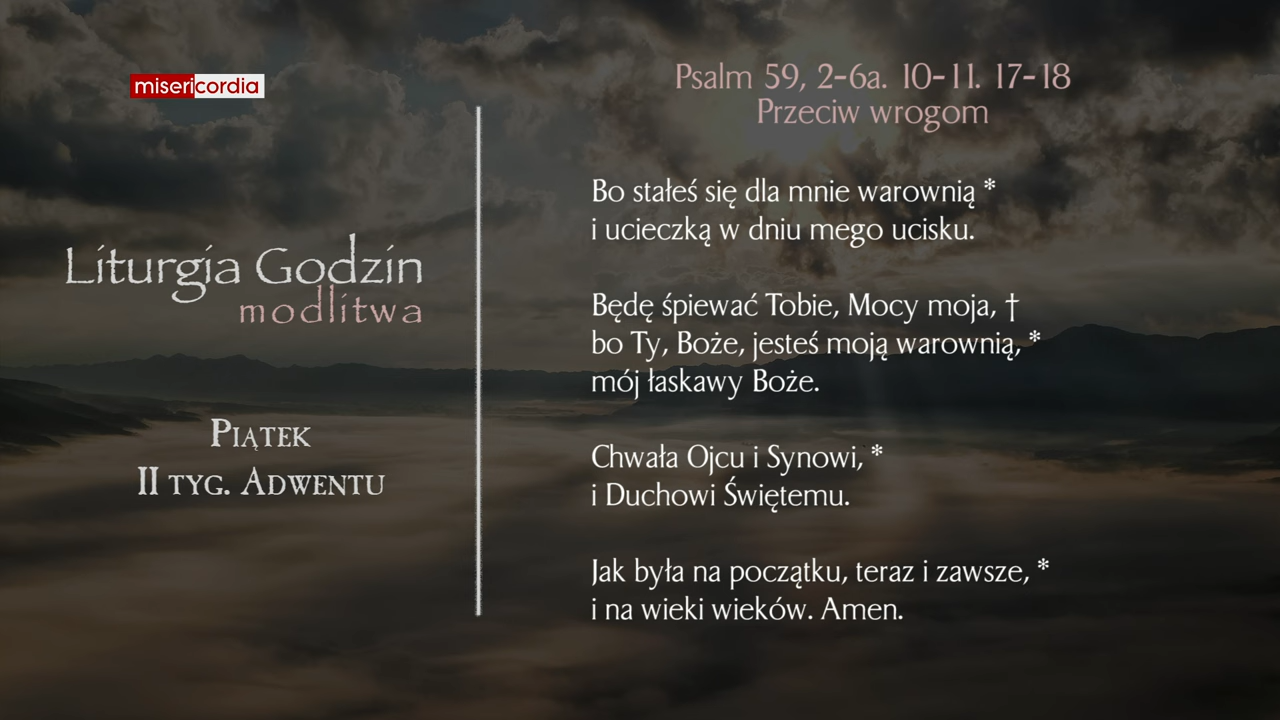 misericordia
Liturgia Godzin
modlitwa
Piątek
II tyg. Adwentu
Psalm 59, 2-6a. 10-11. 17-18
Przeciw wrogom
Bo stałeś się dla mnie warownią *
i ucieczką w dniu mego ucisku.
Będę śpiewać Tobie, Mocy moja, †
bo Ty, Boże, jesteś moją warownią, *
mój łaskawy Boże.
Chwała Ojcu i Synowi, *
i Duchowi Świętemu.
Jak była na początku, teraz i zawsze, *
i na wieki wieków. Amen.